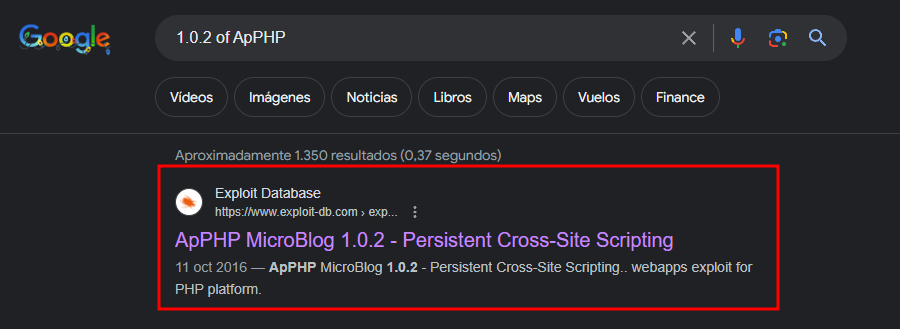 Google
1.0.2 of ApPHP
Vídeos
Imágenes
Noticias
Libros
Maps
Vuelos
Finance
Aproximadamente 1.350 resultados (0,37 segundos)
Exploit Database
https://www.exploit-db.com › exp...
ApPHP MicroBlog 1.0.2 - Persistent Cross-Site Scripting
11 oct 2016 — ApPHP MicroBlog 1.0.2 - Persistent Cross-Site Scripting.. webapps exploit for
PHP platform.